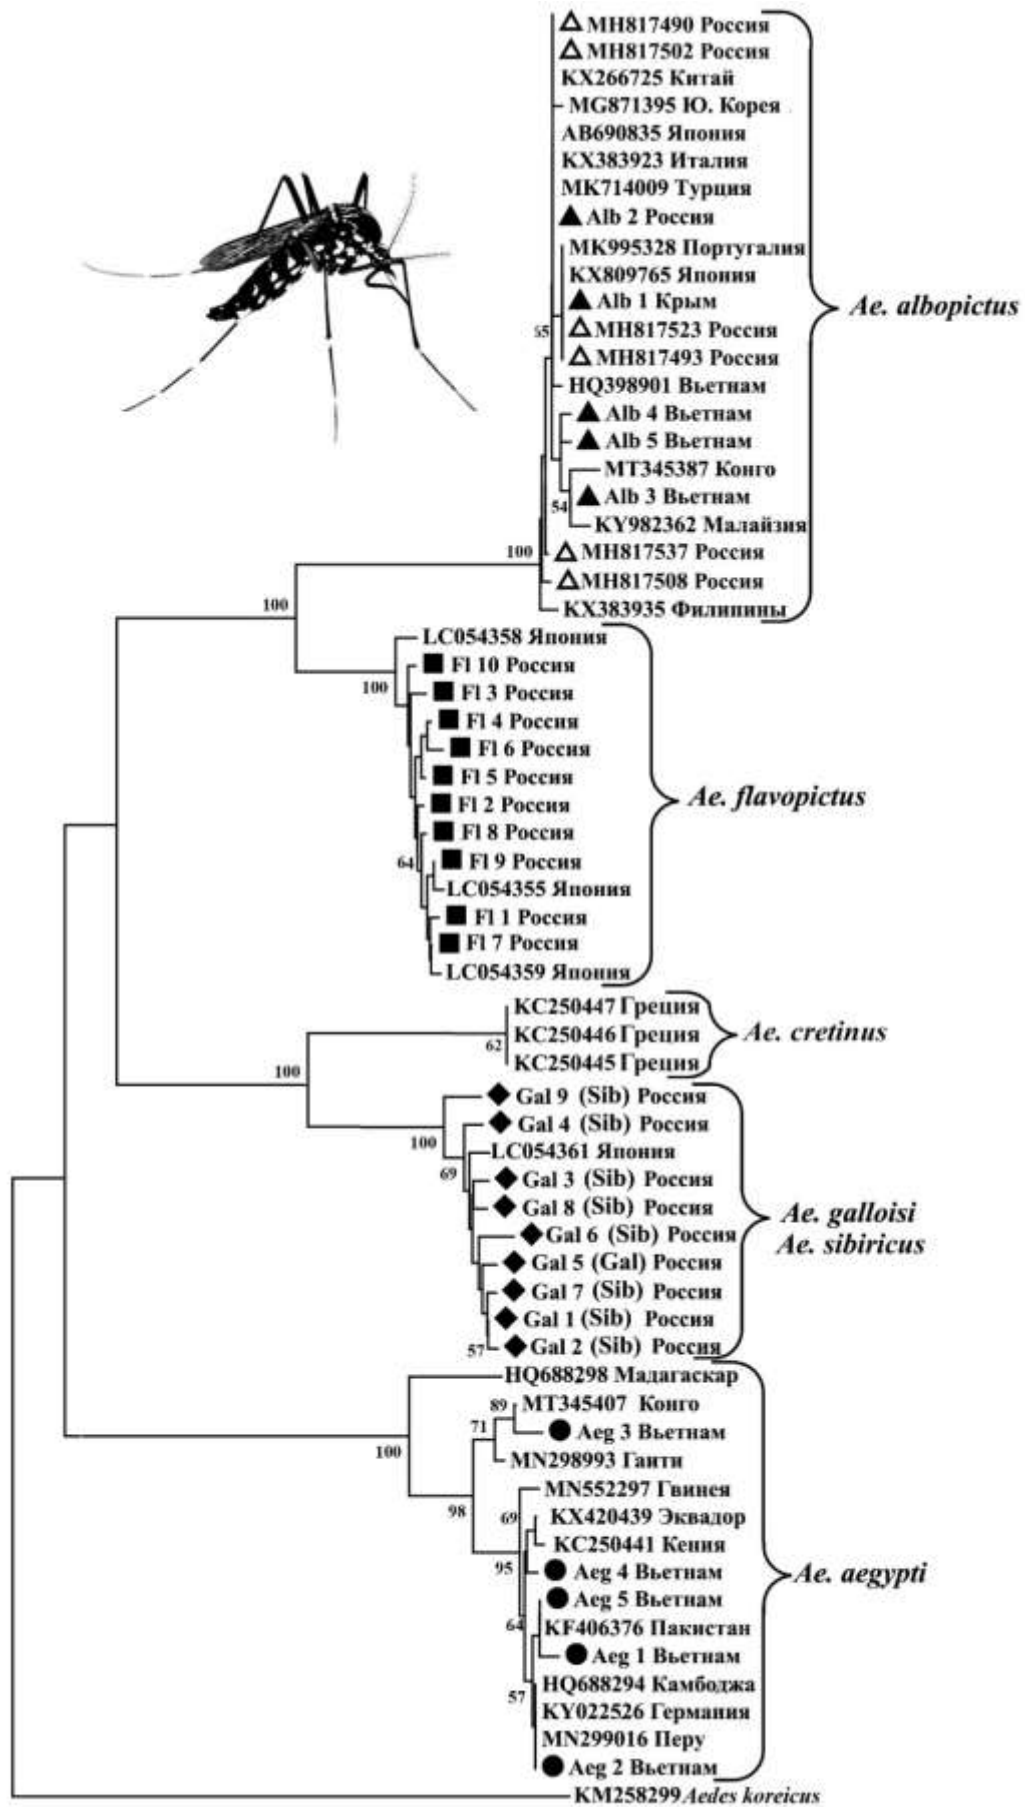 MH817490 Россия
MH817502 Россия
KX266725 Китай
MG871395 Ю. Корея
AB690835 Япония
KX383923 Италия
MK714009 Турция
Alb 2 Россия
MK995328 Португалия
KX809765 Япония
Alb 1 Крым
Ae. albopictus
55
MH817523 Россия
MH817493 Россия
HQ398901 Вьетнам
Alb 4 Вьетнам
Alb 5 Вьетнам
MT345387 Конго
Alb 3 Вьетнам
54
KY982362 Малайзия
100
MH817537 Россия
MH817508 Россия
100
KX383935 Филипины
LC054358 Япония
Fl 10 Россия
100
Fl 3 Россия
Fl 4 Россия
Fl 6 Россия
Fl 5 Россия
Ae. flavopictus
Fl 2 Россия
Fl 8 Россия
64
Fl 9 Россия
LC054355 Япония
Fl 1 Россия
Fl 7 Россия
LC054359 Япония
KC250447 Греция
KC250446 Греция
Ae. cretinus
62
KC250445 Греция
100
Gal 9 (Sib) Россия
Gal 4 (Sib) Россия
100
LC054361 Япония
69
Gal 3 (Sib) Россия
Gal 8 (Sib) Россия
Ae. galloisi
Ae. sibiricus
Gal 6 (Sib) Россия
Gal 5 (Gal) Россия
Gal 7 (Sib) Россия
Gal 1 (Sib) Россия
57
Gal 2 (Sib) Россия
HQ688298 Мадагаскар
89
MT345407 Конго
71
Aeg 3 Вьетнам
100
MN298993 Гаити
MN552297 Гвинея
98
69
KX420439 Эквадор
KC250441 Кения
95
Aeg 4 Вьетнам
Ae. aegypti
Aeg 5 Вьетнам
64
KF406376 Пакистан
Aeg 1 Вьетнам
HQ688294 Камбоджа
57
KY022526 Германия
MN299016 Перу
Aeg 2 Вьетнам
KM258299 Aedes koreicus